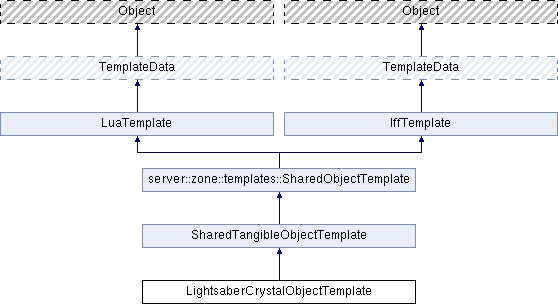 Object
Object
TemplateData
TemplateData
LuaTemplate
IffTemplate
server::zone::templates::SharedObjectTemplate
SharedTangibleObjectTemplate
LightsaberCrystalObjectTemplate